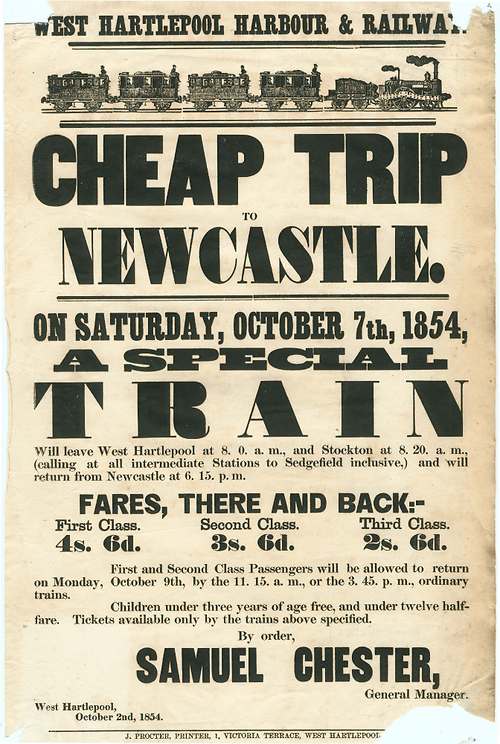 WEST HARTLEPOOL HARBOUR & RAILWAY.
CHEAP TRIP
TO
NEWCASTLE.
ON SATURDAY, OCTOBER 7th, 1854,
A SPECIAL
TRAIN
Will leave West Hartlepool at 8. 0. a. m., and Stockton at 8. 20. a. m.,
(calling at all intermediate Stations to Sedgefield inclusive,) and will
return from Newcastle at 6. 15. p. m.
FARES, THERE AND BACK:-
First Class. Second Class. Third Class.
4s. 6d. 3s. 6d. 2s. 6d.
First and Second Class Passengers will be allowed to return
on Monday, October 9th, by the 11. 15. a. m., or the 3. 45. p. m., ordinary
trains.
Children under three years of age free, and under twelve half-
fare. Tickets available only by the trains above specified.
By order,
SAMUEL CHESTER,
General Manager.
West Hartlepool,
October 2nd, 1854.
J. PROCTER, PRINTER, 1, VICTORIA TERRACE, WEST HARTLEPOOL